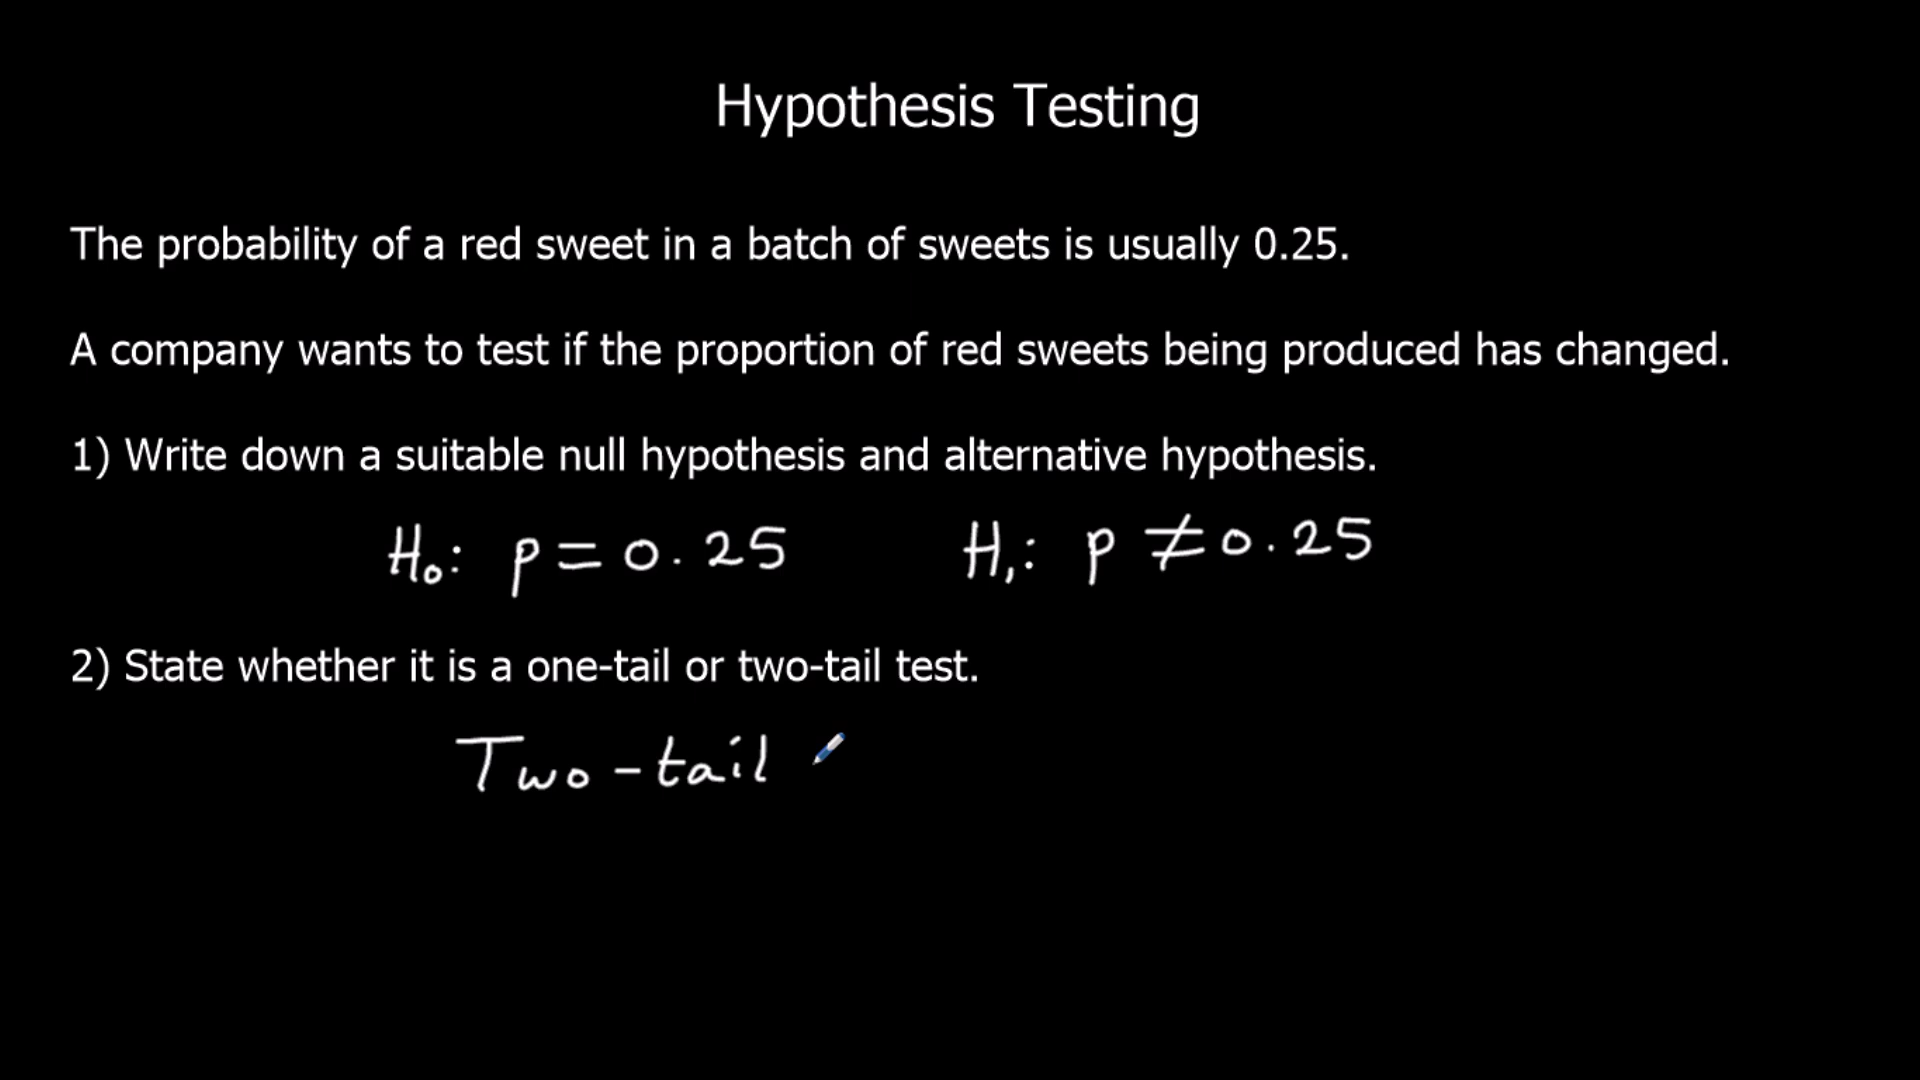 Hypothesis Testing
The probability of a red sweet in a batch of sweets is usually 0.25.
A company wants to test if the proportion of red sweets being produced has changed.
1) Write down a suitable null hypothesis and alternative hypothesis.
H₀: p = 0.25 H₁: p ≠ 0.25
2) State whether it is a one-tail or two-tail test.
Two-tail